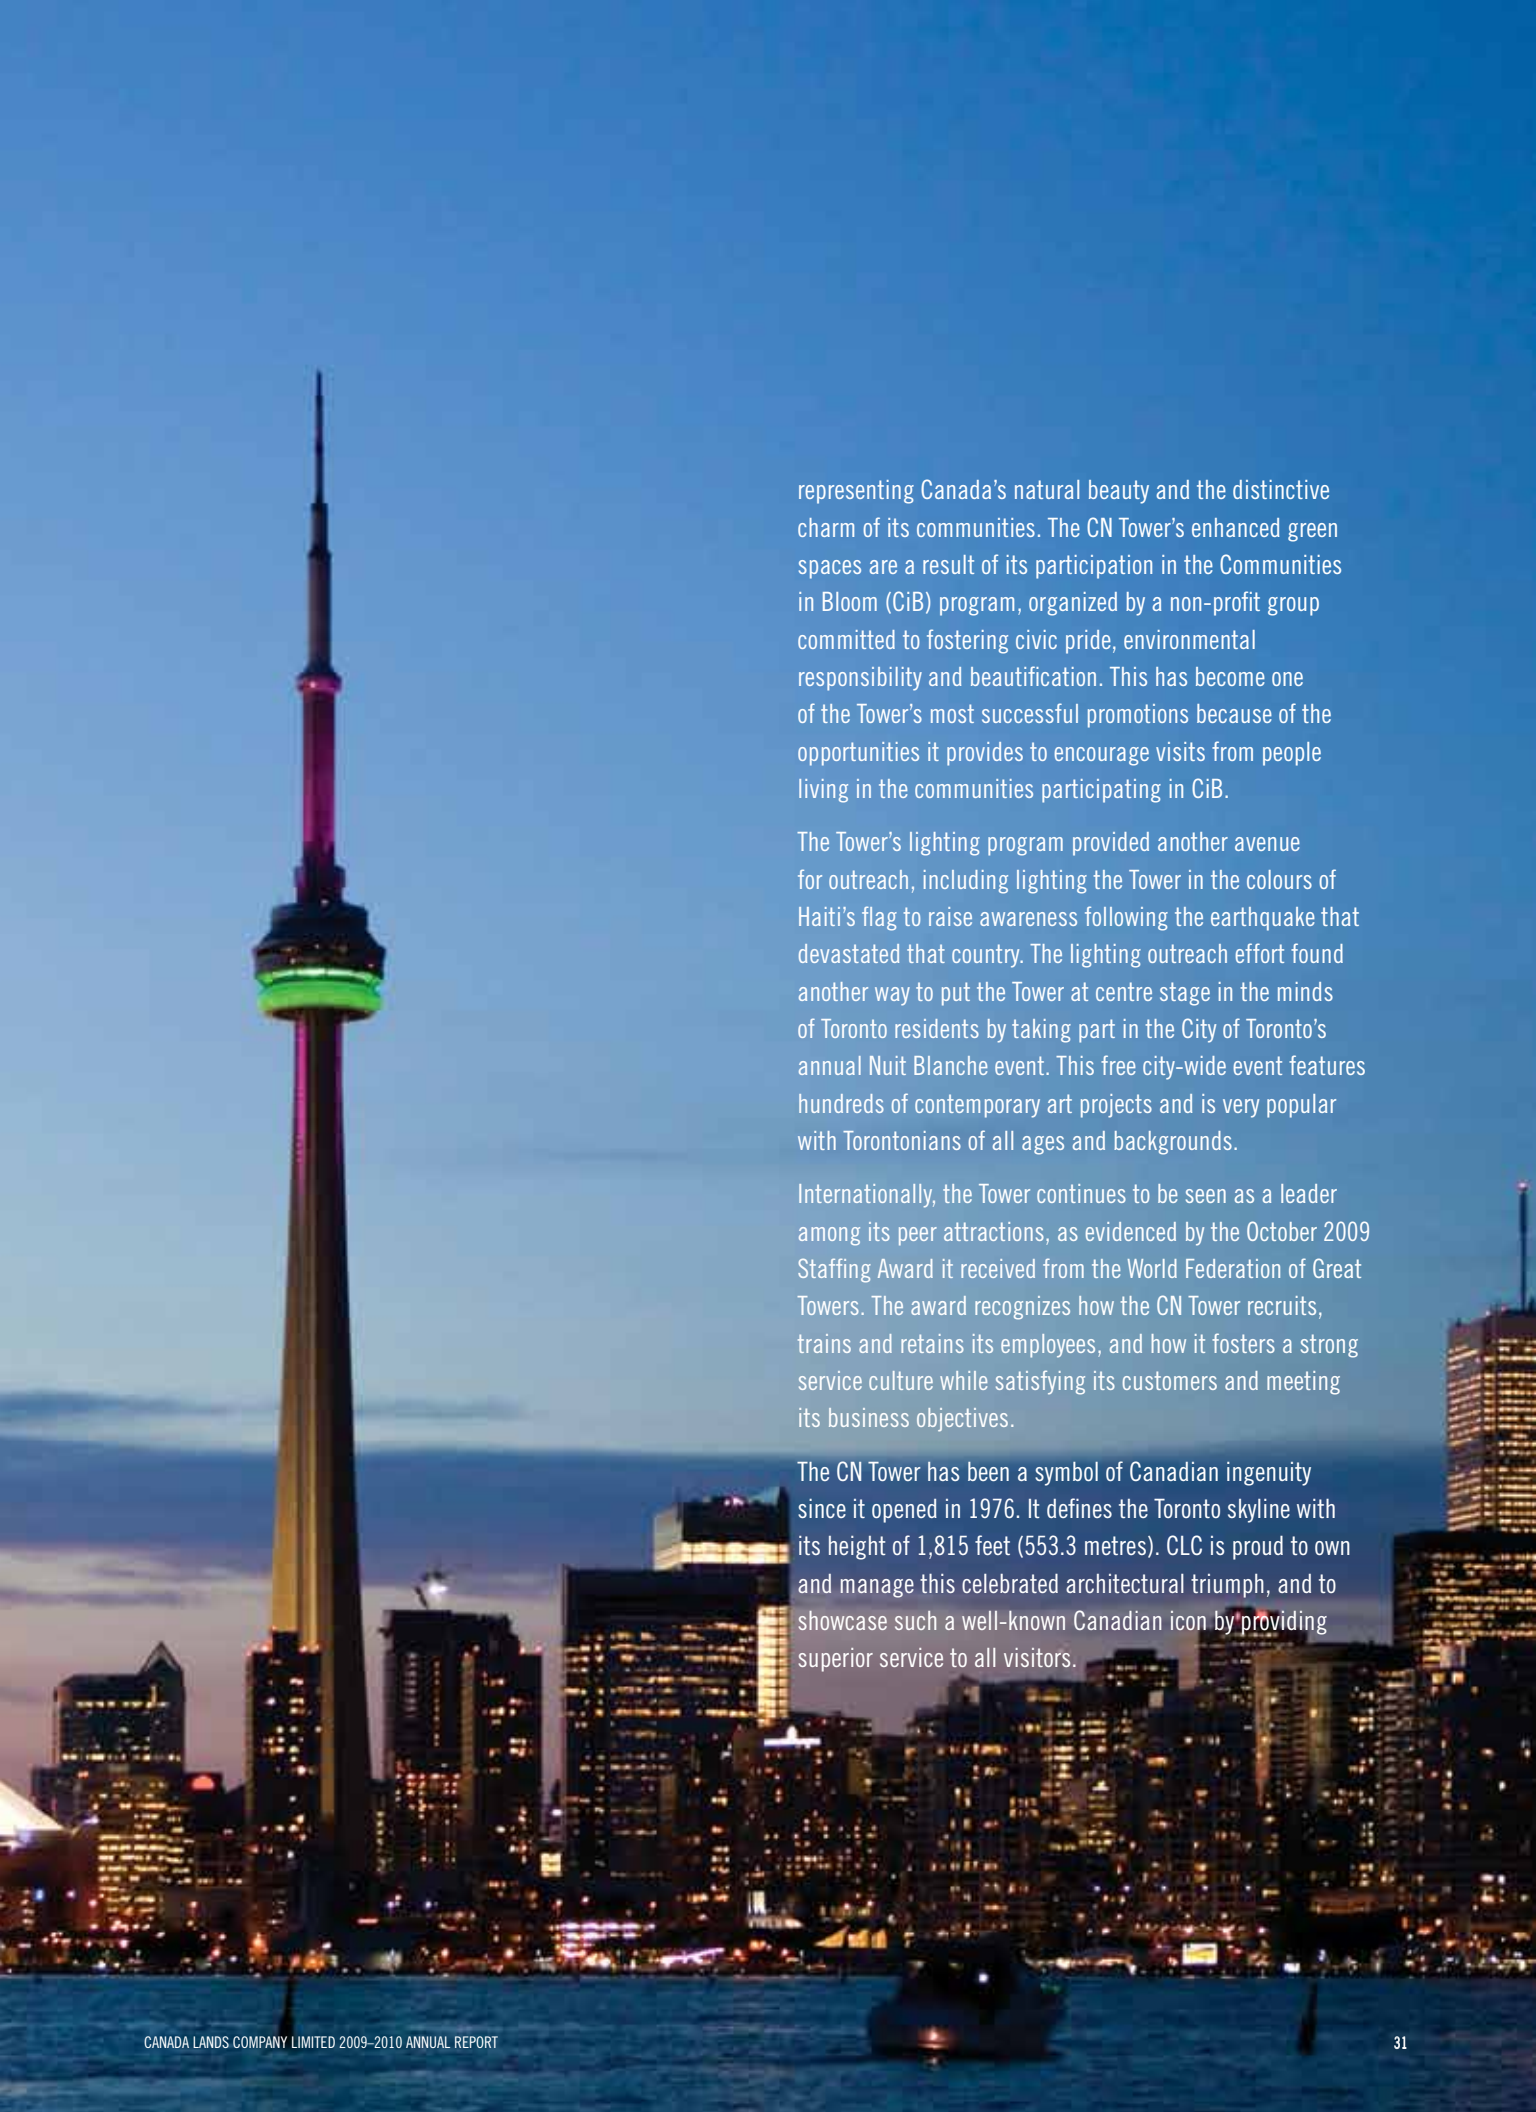 representing Canada’s natural beauty and the distinctive
charm of its communities. The CN Tower’s enhanced green
spaces are a result of its participation in the Communities
in Bloom (CiB) program, organized by a non-profit group
committed to fostering civic pride, environmental
responsibility and beautification. This has become one
of the Tower’s most successful promotions because of the
opportunities it provides to encourage visits from people
living in the communities participating in CiB.
The Tower’s lighting program provided another avenue
for outreach, including lighting the Tower in the colours of
Haiti’s flag to raise awareness following the earthquake that
devastated that country. The lighting outreach effort found
another way to put the Tower at centre stage in the minds
of Toronto residents by taking part in the City of Toronto’s
annual Nuit Blanche event. This free city-wide event features
hundreds of contemporary art projects and is very popular
with Torontonians of all ages and backgrounds.
Internationally, the Tower continues to be seen as a leader
among its peer attractions, as evidenced by the October 2009
Staffing Award it received from the World Federation of Great
Towers. The award recognizes how the CN Tower recruits,
trains and retains its employees, and how it fosters a strong
service culture while satisfying its customers and meeting
its business objectives.
The CN Tower has been a symbol of Canadian ingenuity
since it opened in 1976. It defines the Toronto skyline with
its height of 1,815 feet (553.3 metres). CLC is proud to own
and manage this celebrated architectural triumph, and to
showcase such a well-known Canadian icon by providing
superior service to all visitors.
CANADA LANDS COMPANY LIMITED 2009–2010 ANNUAL REPORT
31